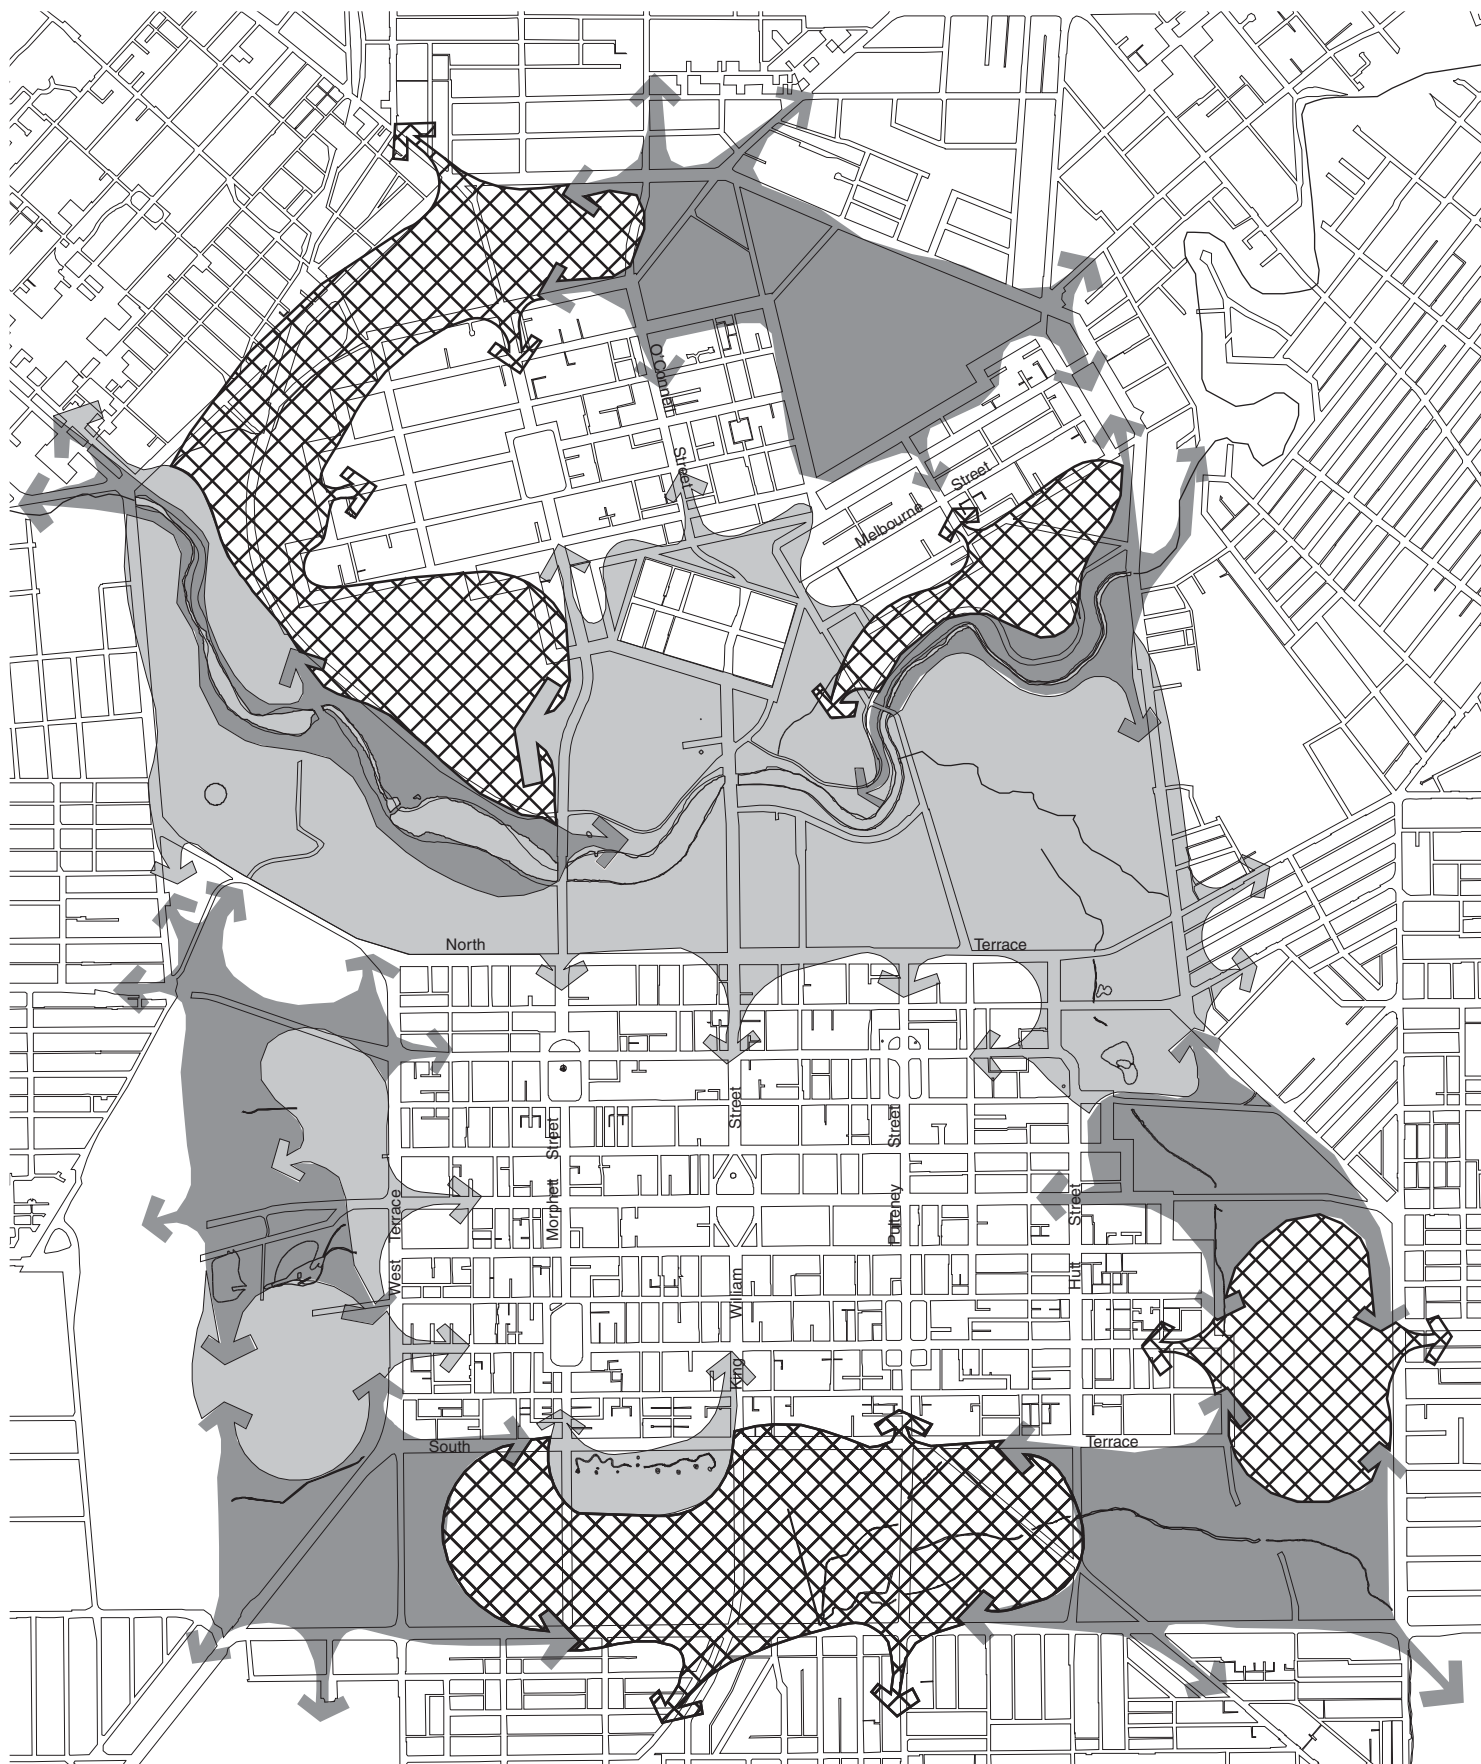 O'Connell
Street
Street
Melbourne
North
Terrace
Street
Street
Street
Terrace
Morphett
Pulteney
Street
West
William
Hutt
King
South
Terrace